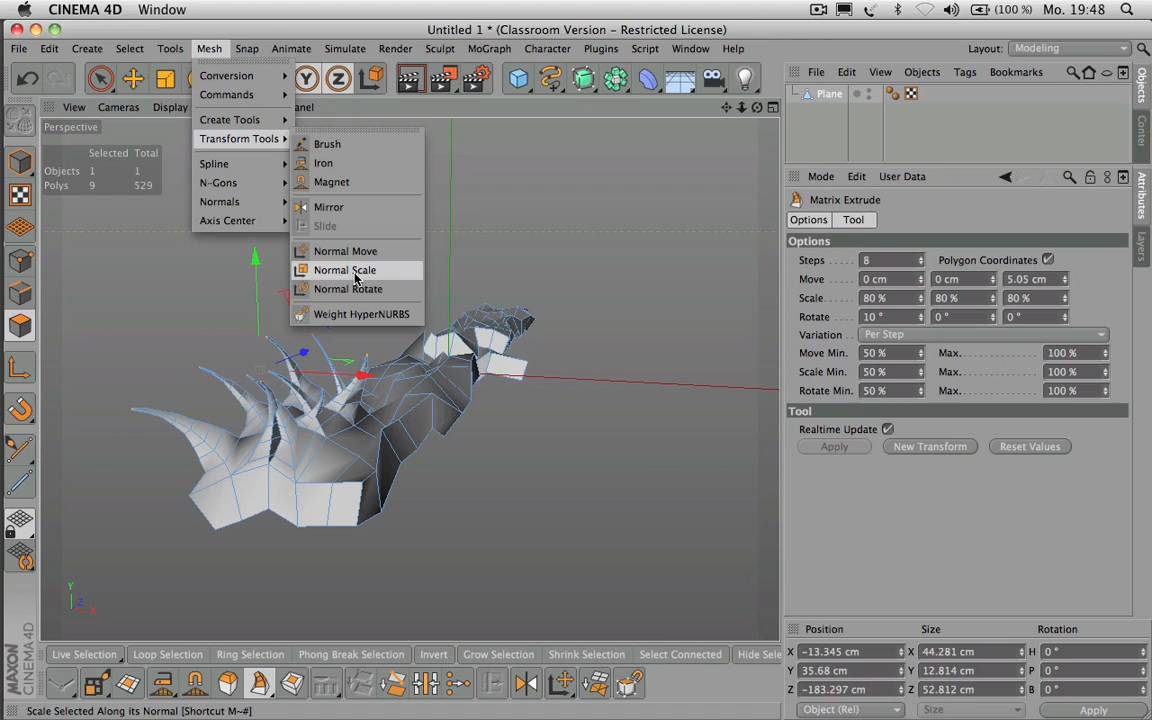 CINEMA 4D Window (100 %) Mo. 19:48
Untitled 1 * (Classroom Version - Restricted License)
File Edit Create Select Tools Mesh Snap Animate Simulate Render Sculpt MoGraph Character Plugins Script Window Help Layout: Modeling
Y Z
View Cameras Display Panel
Perspective
Selected Total
Objects 1 1
Polys 9 529
Conversion
Commands
Create Tools
Transform Tools
Spline
N-Gons
Normals
Axis Center
Brush
Iron
Magnet
Mirror
Slide
Normal Move
Normal Scale
Normal Rotate
Weight HyperNURBS
Y
Z
X
File Edit View Objects Tags Bookmarks
Plane
Objects
Mode Edit User Data
Attributes
Layers
Matrix Extrude
Options Tool
Options
Steps 8 Polygon Coordinates
Move 0 cm 0 cm 5.05 cm
Scale 80 % 80 % 80 %
Rotate 10 ° 0 ° 0 °
Variation Per Step
Move Min. 50 % Max. 100 %
Scale Min. 50 % Max. 100 %
Rotate Min. 50 % Max. 100 %
Tool
Realtime Update
Apply New Transform Reset Values
Live Selection Loop Selection Ring Selection Phong Break Selection Invert Grow Selection Shrink Selection Select Connected Hide Sele
Position Size Rotation
X -13.345 cm X 44.281 cm H 0 °
Y 35.68 cm Y 12.814 cm P 0 °
Z -183.297 cm Z 52.812 cm B 0 °
Object (Rel) Size Apply
MAXON CINEMA 4D
Scale Selected Along its Normal [Shortcut M~#]